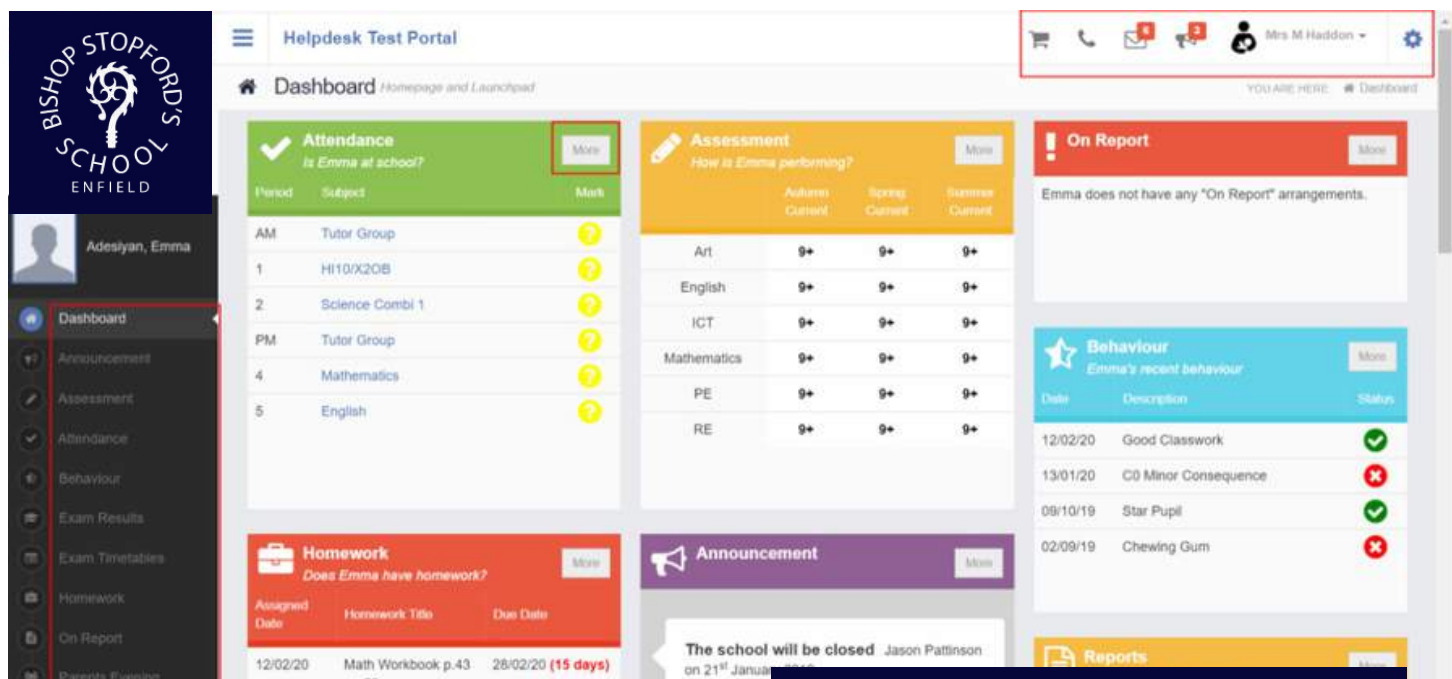 BISHOP STOPFORD'S
SCHOOL
ENFIELD
Helpdesk Test Portal
Mrs M Haddon
Dashboard Homepage and Launchpad
YOU ARE HERE: Dashboard
Adesiyan, Emma
Dashboard
Announcement
Assessment
Attendance
Behaviour
Exam Results
Exam Timetables
Homework
On Report
Parents Evening
Attendance
Is Emma at school?
More
Period Subject Mark
AM Tutor Group ?
1 HI10/X2OB ?
2 Science Combi 1 ?
PM Tutor Group ?
4 Mathematics ?
5 English ?
Assessment
How is Emma performing?
More
Autumn Current Spring Current Summer Current
Art 9+ 9+ 9+
English 9+ 9+ 9+
ICT 9+ 9+ 9+
Mathematics 9+ 9+ 9+
PE 9+ 9+ 9+
RE 9+ 9+ 9+
On Report
More
Emma does not have any "On Report" arrangements.
Behaviour
Emma's recent behaviour
More
Date Description Status
12/02/20 Good Classwork
13/01/20 C0 Minor Consequence
09/10/19 Star Pupil
02/09/19 Chewing Gum
Homework
Does Emma have homework?
More
Assigned Date Homework Title Due Date
12/02/20 Math Workbook p.43 28/02/20 (15 days)
Announcement
More
The school will be closed Jason Pattinson
on 21st
Reports
More